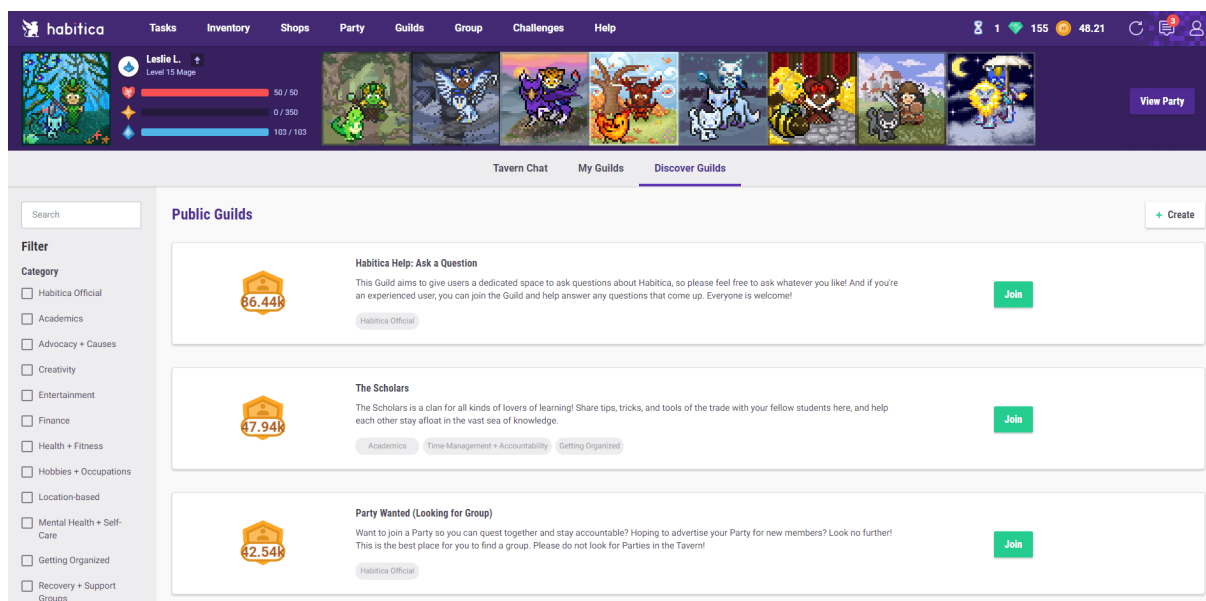 habitica
Tasks
Inventory
Shops
Party
Guilds
Group
Challenges
Help
1
155
48.21
3
Leslie L.
Level 15 Mage
50 / 50
0 / 350
103 / 103
View Party
Tavern Chat
My Guilds
Discover Guilds
Search
Filter
Category
Habitica Official
Academics
Advocacy + Causes
Creativity
Entertainment
Finance
Health + Fitness
Hobbies + Occupations
Location-based
Mental Health + Self-
Care
Getting Organized
Recovery + Support
Groups
Public Guilds
+ Create
86.44k
Habitica Help: Ask a Question
This Guild aims to give users a dedicated space to ask questions about Habitica, so please feel free to ask whatever you like! And if you're
an experienced user, you can join the Guild and help answer any questions that come up. Everyone is welcome!
Habitica Official
Join
47.94k
The Scholars
The Scholars is a clan for all kinds of lovers of learning! Share tips, tricks, and tools of the trade with your fellow students here, and help
each other stay afloat in the vast sea of knowledge.
Academics
Time-Management + Accountability
Getting Organized
Join
42.54k
Party Wanted (Looking for Group)
Want to join a Party so you can quest together and stay accountable? Hoping to advertise your Party for new members? Look no further!
This is the best place for you to find a group. Please do not look for Parties in the Tavern!
Habitica Official
Join